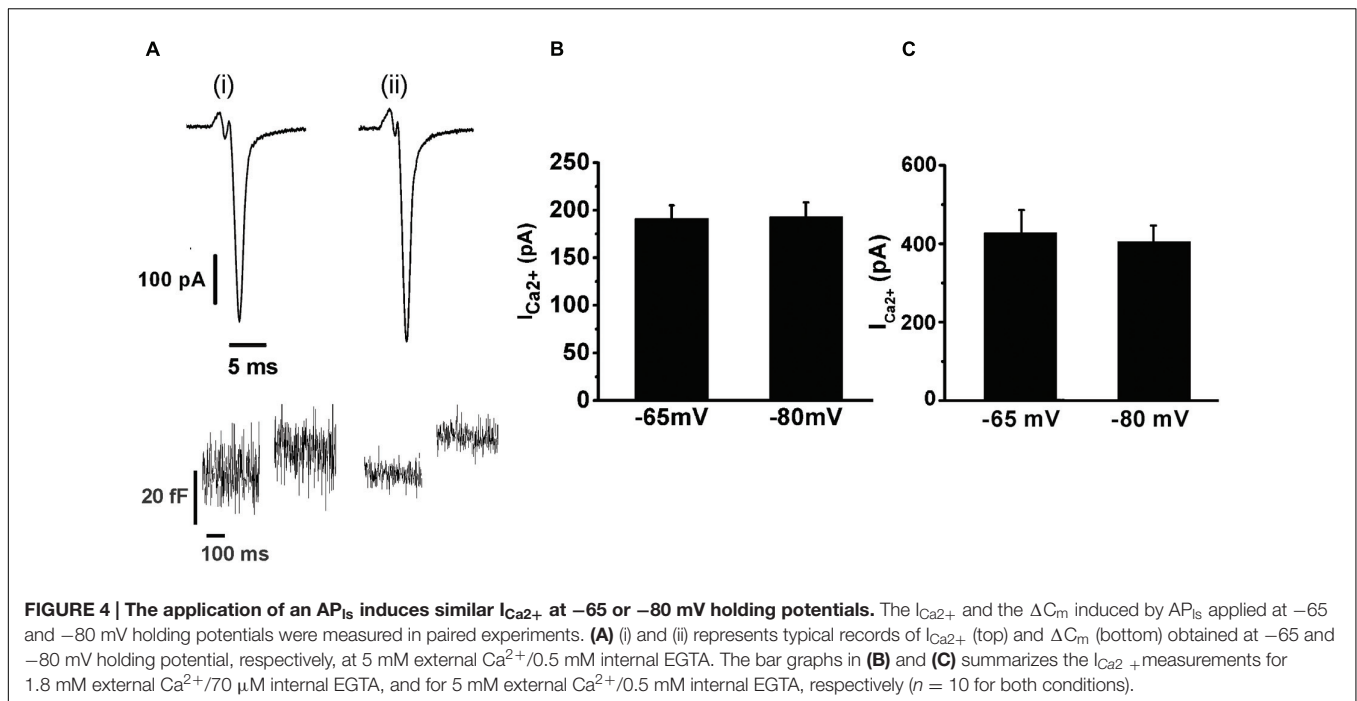 A
(i)
(ii)
100 pA
5 ms
20 fF
100 ms
B
250
200
150
100
50
0
I_Ca2+ (pA)
-65mV
-80mV
C
600
400
200
0
I_Ca2+ (pA)
-65 mV
-80 mV
FIGURE 4 | The application of an AP_ls induces similar I_Ca2+ at −65 or −80 mV holding potentials. The I_Ca2+ and the ΔC_m induced by AP_ls applied at −65
and −80 mV holding potentials were measured in paired experiments. (A) (i) and (ii) represents typical records of I_Ca2+ (top) and ΔC_m (bottom) obtained at −65 and
−80 mV holding potential, respectively, at 5 mM external Ca²⁺/0.5 mM internal EGTA. The bar graphs in (B) and (C) summarizes the I_Ca2 + measurements for
1.8 mM external Ca²⁺/70 μM internal EGTA, and for 5 mM external Ca²⁺/0.5 mM internal EGTA, respectively (n = 10 for both conditions).